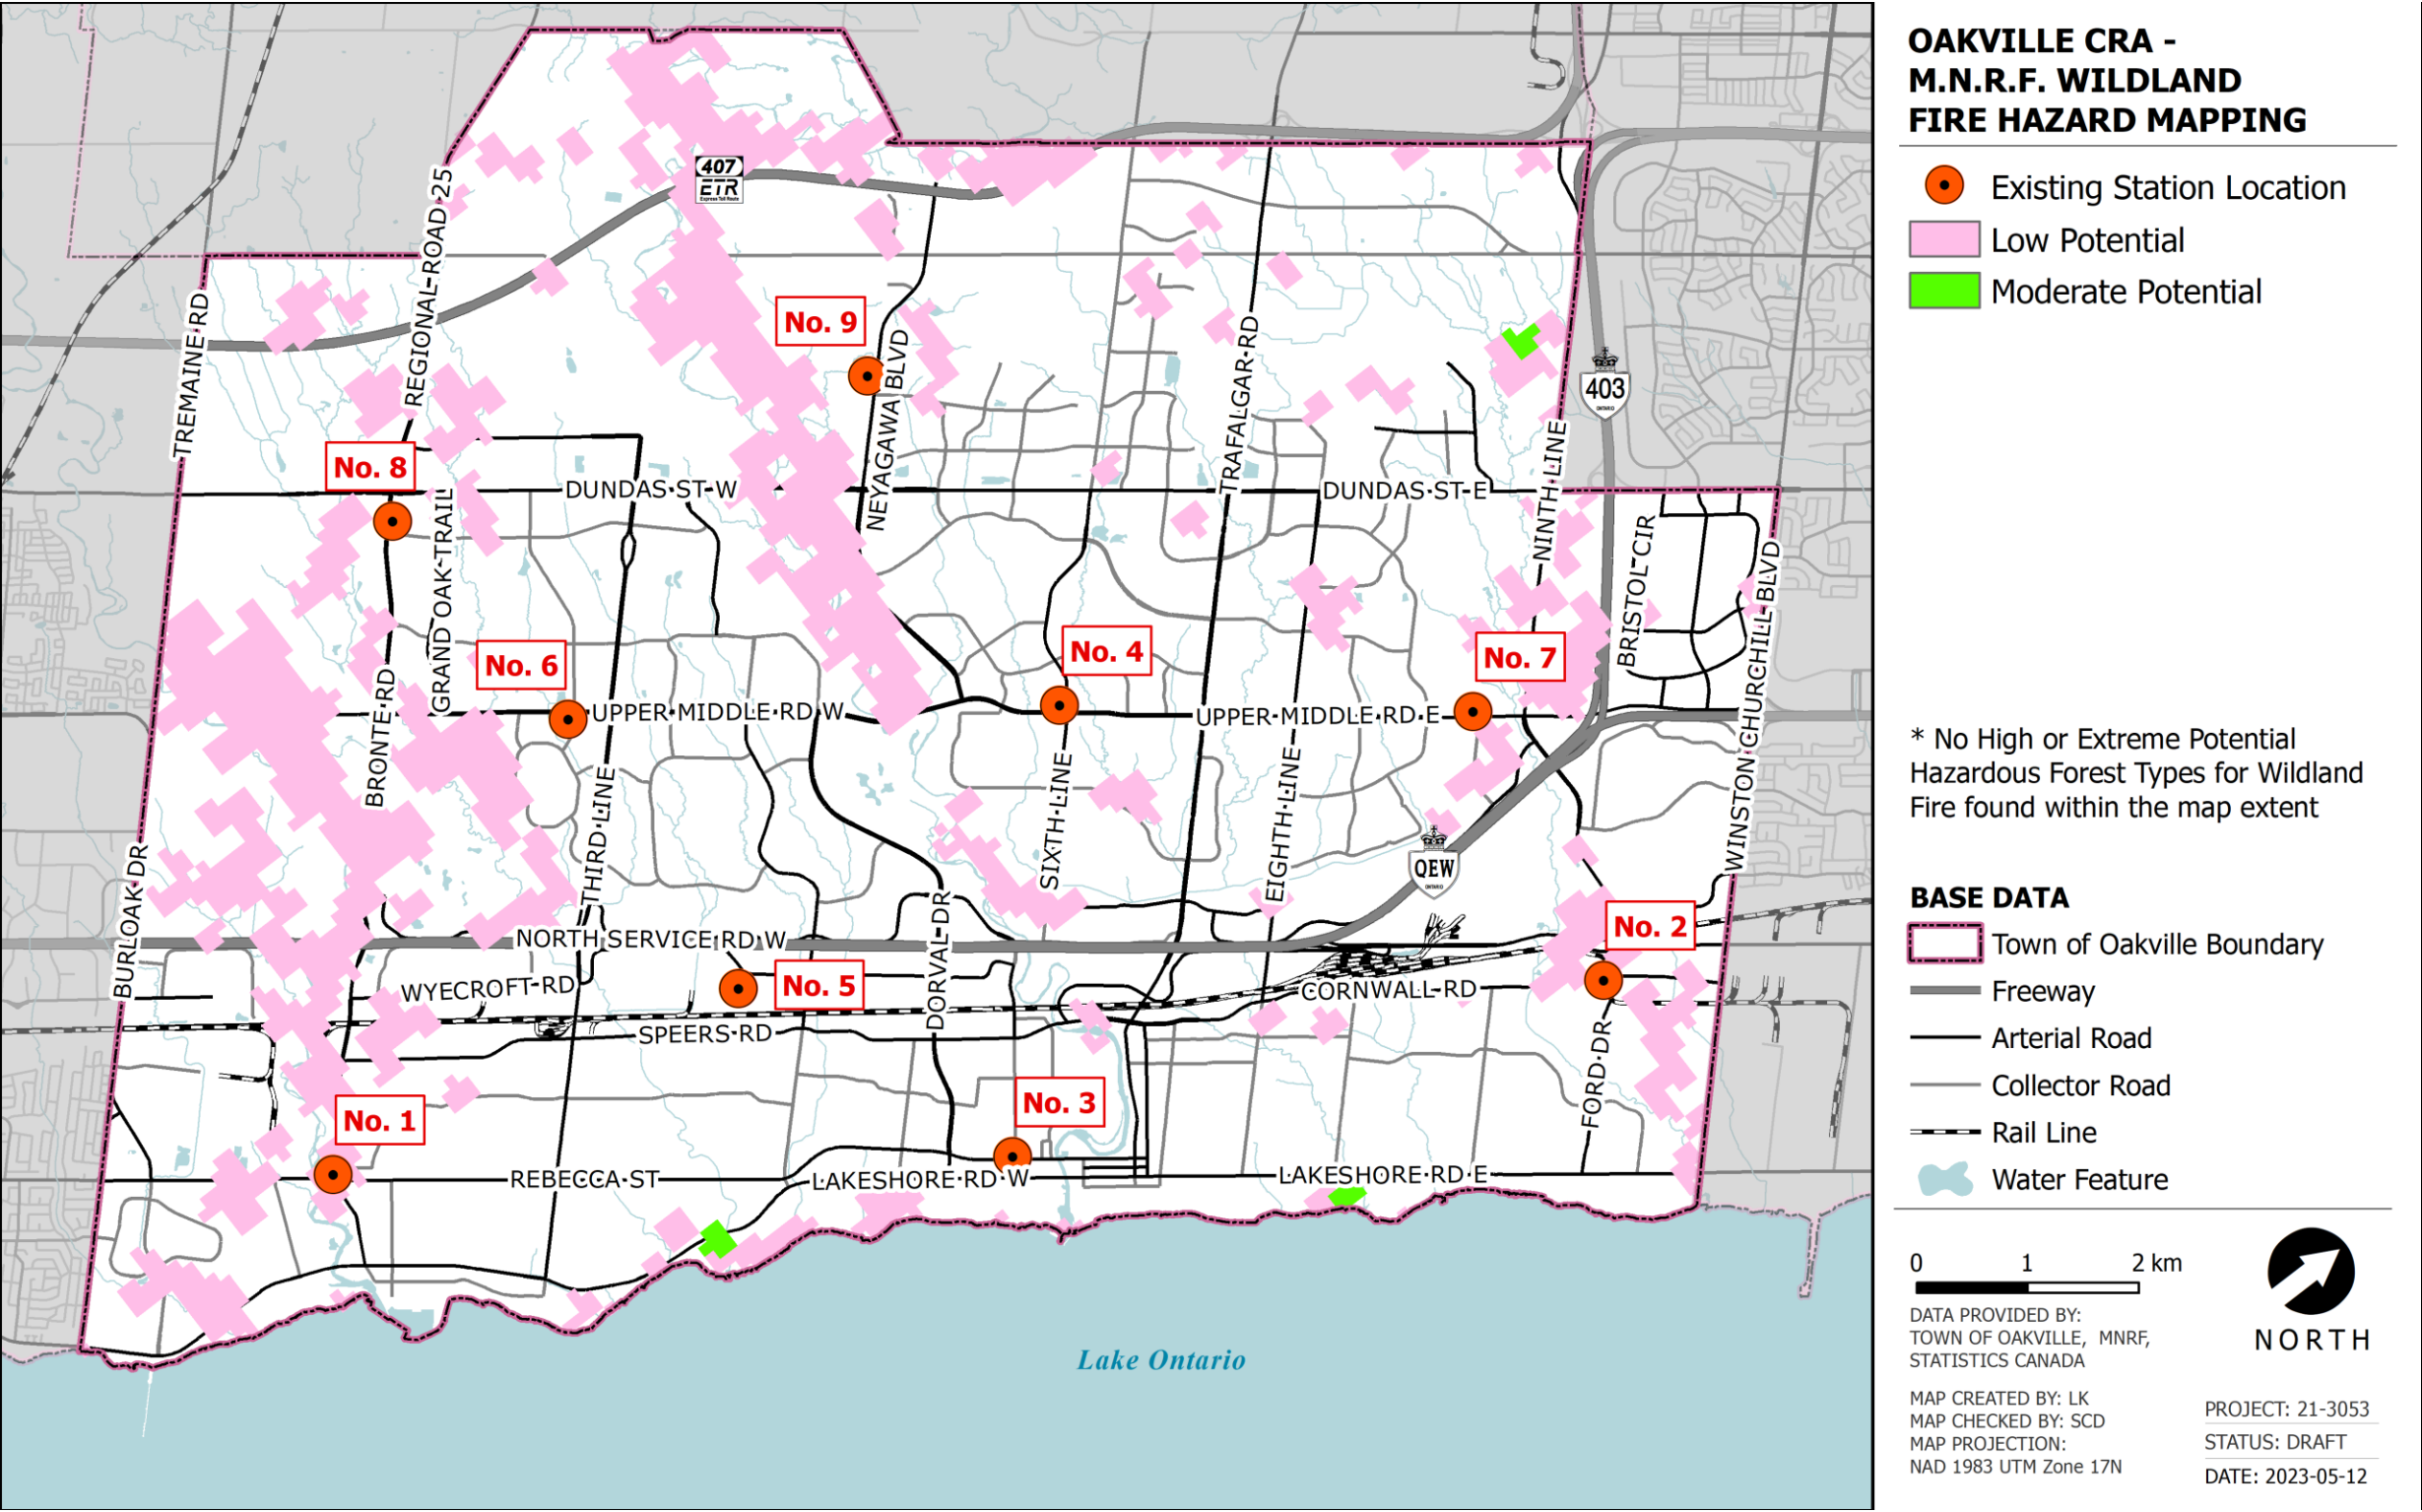 OAKVILLE CRA -
M.N.R.F. WILDLAND
FIRE HAZARD MAPPING
Existing Station Location
Low Potential
Moderate Potential
* No High or Extreme Potential
Hazardous Forest Types for Wildland
Fire found within the map extent
BASE DATA
Town of Oakville Boundary
Freeway
Arterial Road
Collector Road
Rail Line
Water Feature
0 1 2 km
NORTH
DATA PROVIDED BY:
TOWN OF OAKVILLE, MNRF,
STATISTICS CANADA
MAP CREATED BY: LK
MAP CHECKED BY: SCD
MAP PROJECTION:
NAD 1983 UTM Zone 17N
PROJECT: 21-3053
STATUS: DRAFT
DATE: 2023-05-12
407
ETR
Express Toll Route
REGIONAL ROAD 25
TREMAINE RD
No. 9
NEYAGAWA BLVD
TRAFALGAR RD
403
ONTARIO
No. 8
DUNDAS ST W
DUNDAS ST E
NINTH LINE
GRAND OAK TRAIL
BRISTOL CIR
WINSTON CHURCHILL BLVD
No. 6
No. 4
No. 7
BRONTE RD
UPPER MIDDLE RD W
UPPER MIDDLE RD E
THIRD LINE
SIXTH LINE
EIGHTH LINE
QEW
ONTARIO
BURLOAK DR
No. 2
NORTH SERVICE RD W
DORVAL DR
WYECROFT RD
No. 5
CORNWALL RD
SPEERS RD
FORD DR
No. 1
No. 3
REBECCA ST
LAKESHORE RD W
LAKESHORE RD E
Lake Ontario